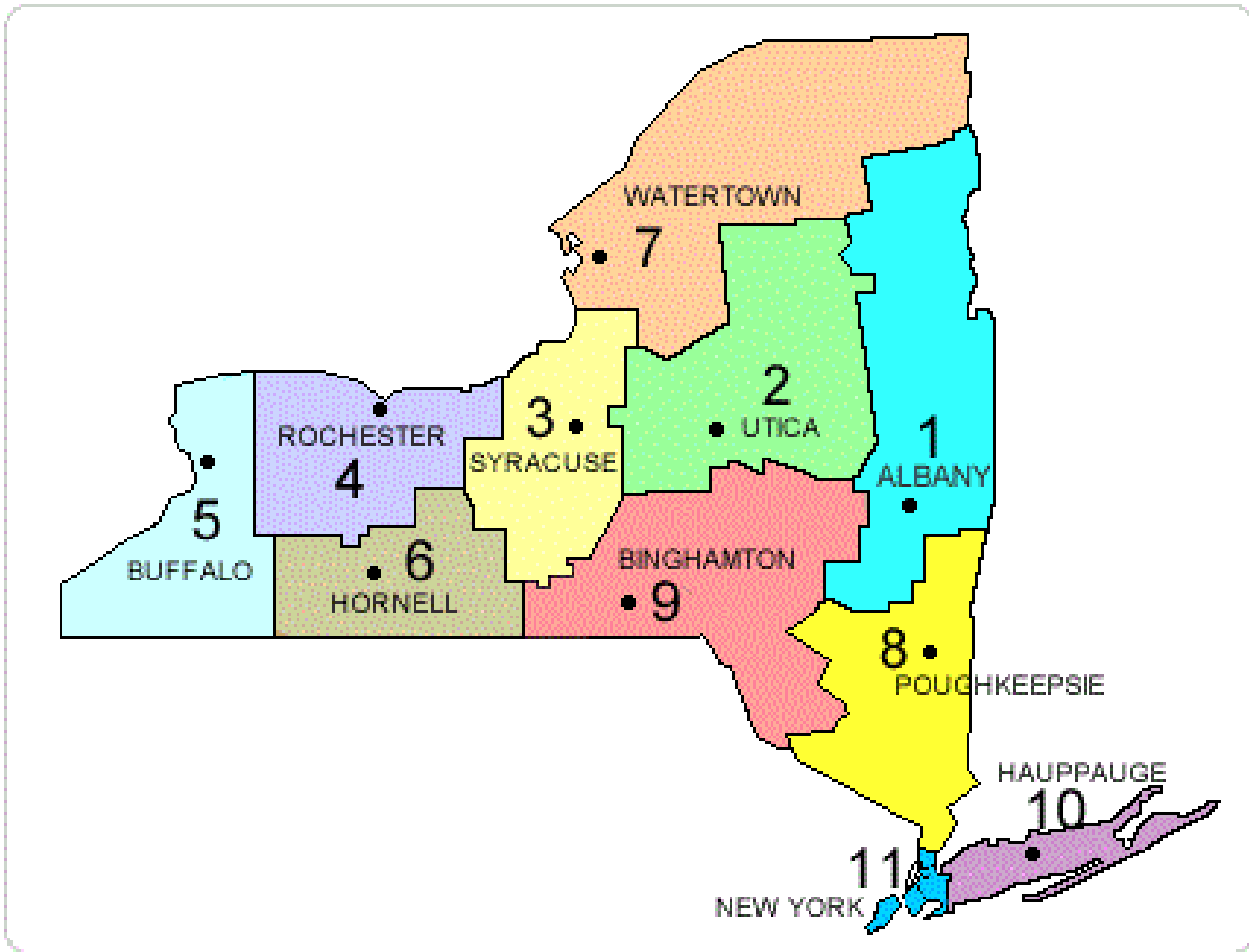 WATERTOWN
7
2
UTICA
1
ALBANY
3
SYRACUSE
ROCHESTER
4
5
BUFFALO
6
HORNELL
BINGHAMTON
9
8
POUGHKEEPSIE
HAUPPAUGE
10
11
NEW YORK